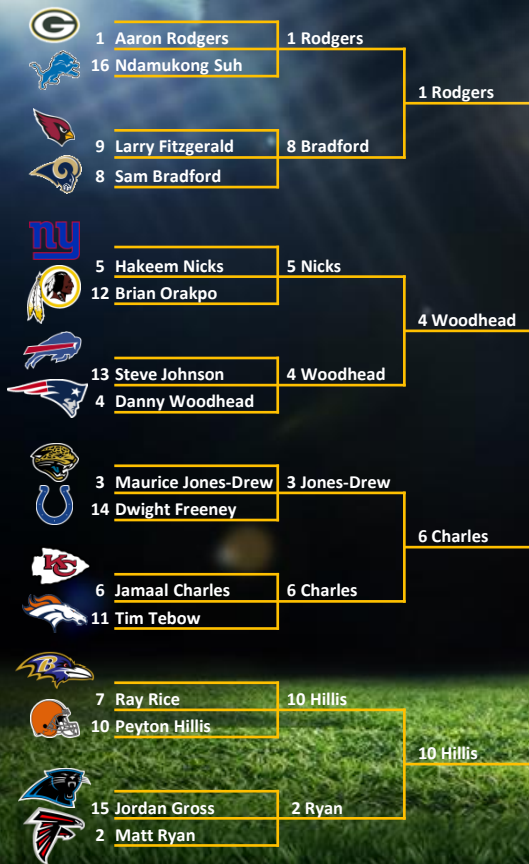 1 Aaron Rodgers
1 Rodgers
16 Ndamukong Suh
1 Rodgers
9 Larry Fitzgerald
8 Bradford
8 Sam Bradford
ny
5 Hakeem Nicks
5 Nicks
12 Brian Orakpo
4 Woodhead
13 Steve Johnson
4 Woodhead
4 Danny Woodhead
3 Maurice Jones-Drew
3 Jones-Drew
14 Dwight Freeney
6 Charles
KC
6 Jamaal Charles
6 Charles
11 Tim Tebow
B
7 Ray Rice
10 Hillis
10 Peyton Hillis
10 Hillis
15 Jordan Gross
2 Ryan
2 Matt Ryan
G